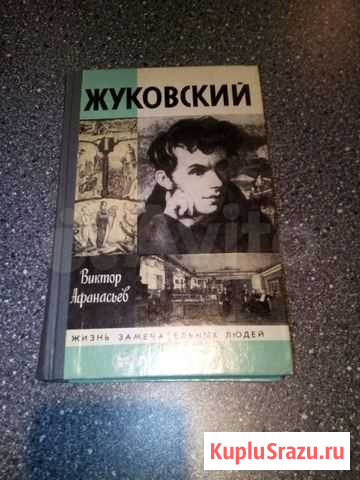 ЖУКОВСКИЙ
Виктор
Афанасьев
ЖИЗНЬ ЗАМЕЧАТЕЛЬНЫХ ЛЮДЕЙ
KupluSrazu.ru